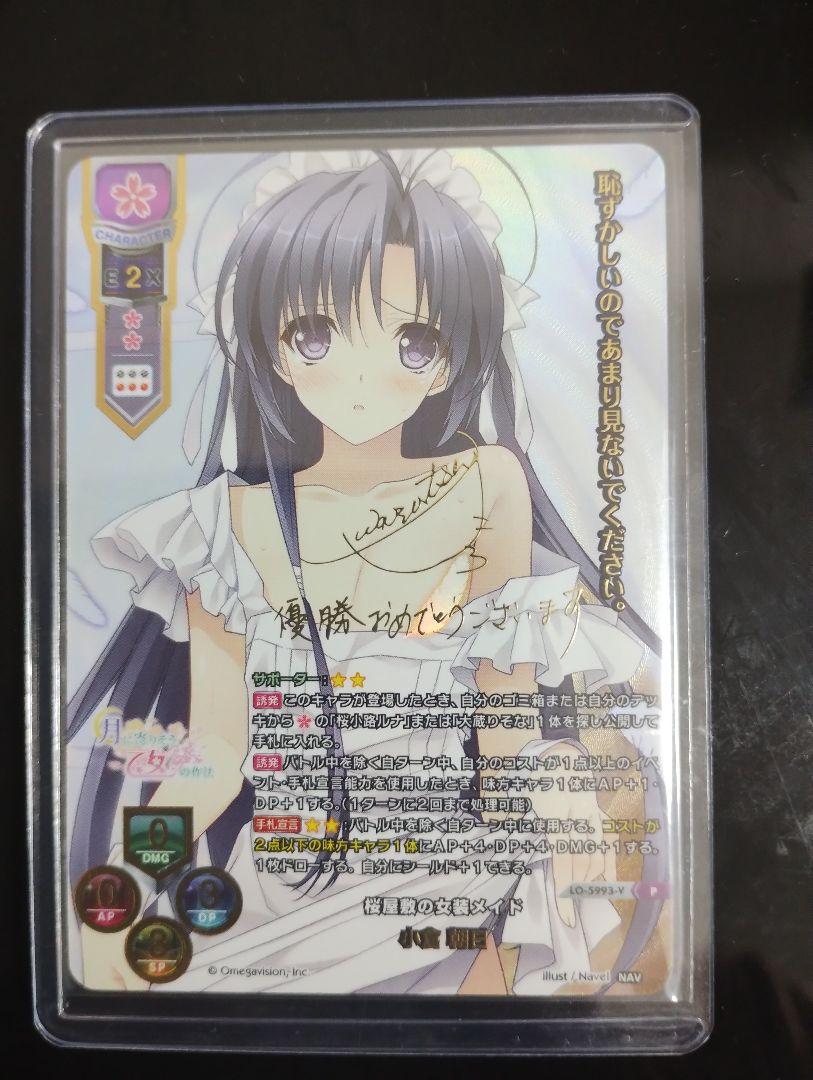 CHARACTER
EX
2
恥ずかしいのであまり見ないでください。
優勝おめでとうございます
サポーター:★★
誘発 このキャラが登場したとき、自分のゴミ箱または自分のデッ
キから の「桜小路ルナ」または「大蔵りそな」1体を探し公開して
手札に入れる。
誘発 バトル中を除く自ターン中、自分のコストが1点以上のイベ
ント・手札宣言能力を使用したとき、味方キャラ1体にAP+1・
DP+1する。(1ターンに2回まで処理可能)
手札宣言 ★★:バトル中を除く自ターン中に使用する。コストが
2点以下の味方キャラ1体にAP+4・DP+4・DMG+1する。
1枚ドローする。自分にシールド+1できる。
月に寄りそう
乙女の作法
0
DMG
0
AP
3
DP
SP
LO-5993-Y P
桜屋敷の女装メイド
小倉 朝日
© Omegavision, Inc.
illust / Navel NAV